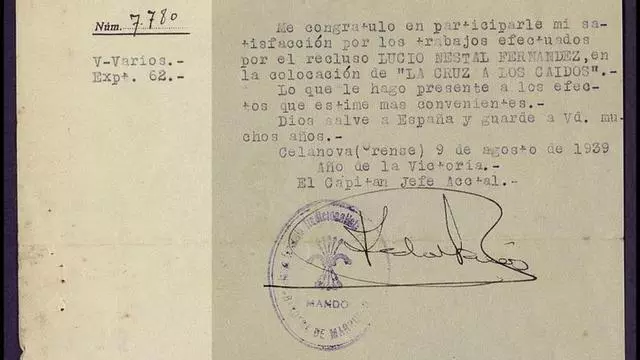 Núm. 7.780
V-Varios.-
Expt. 62.-
Me congratulo en participarle mi sa-
tisfacción por los trabajos efectuados
por el recluso LUCIO NESTAL FERNANDEZ,en
la colocación de "LA CRUZ A LOS CAIDOS".-
Lo que le hago presente a los efec-
tos que estime mas convenientes.-
Dios salve a España y guarde a Vd. mu-
chos años.-
Celanova(Orense) 9 de agosto de 1939
Año de la Victoria.-
El Capitan Jefe Acctal.-
MANDO